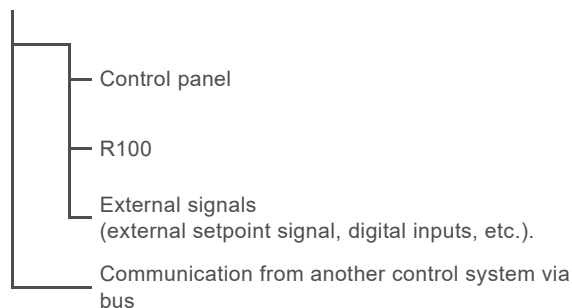 Control panel
R100
External signals
(external setpoint signal, digital inputs, etc.).
Communication from another control system via
bus